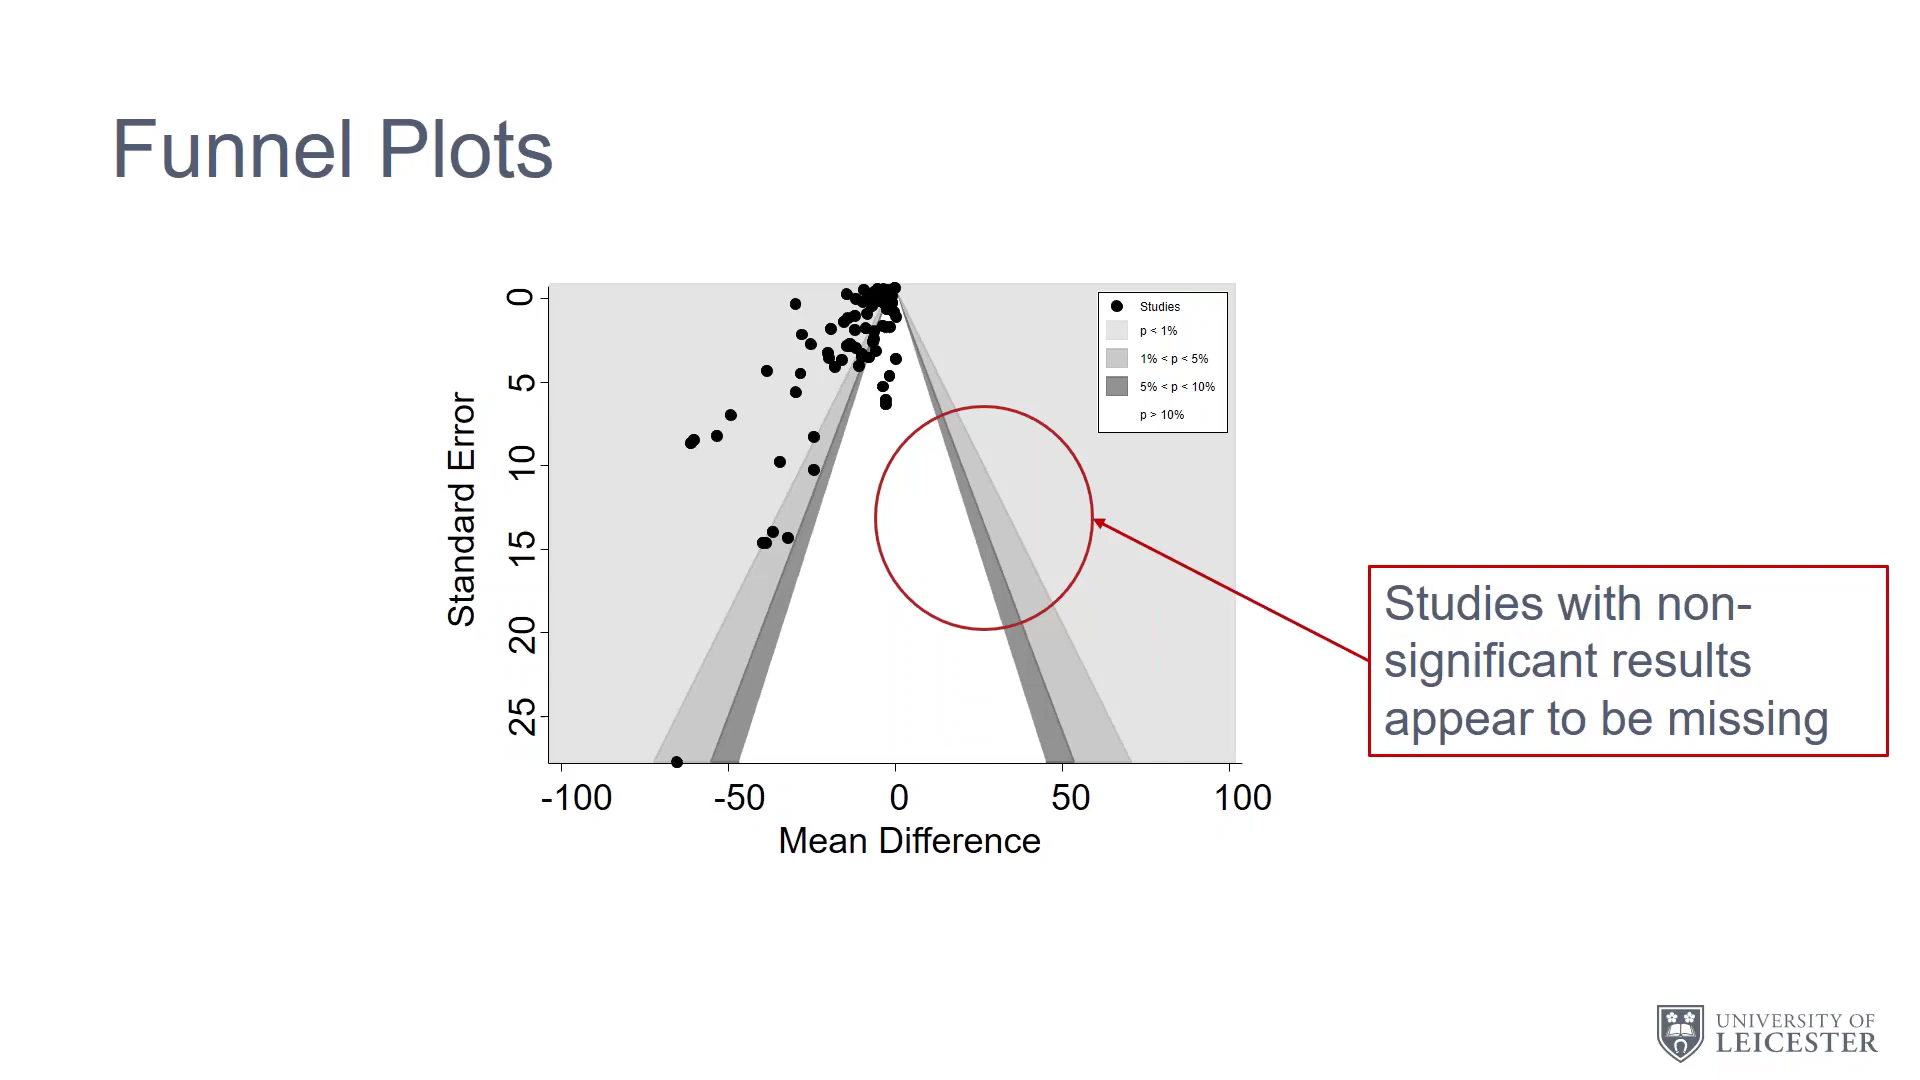 Funnel Plots
0
5
10
15
20
25
Standard Error
-100
-50
0
50
100
Mean Difference
Studies
p < 1%
1% < p < 5%
5% < p < 10%
p > 10%
Studies with non-
significant results
appear to be missing
UNIVERSITY OF
LEICESTER